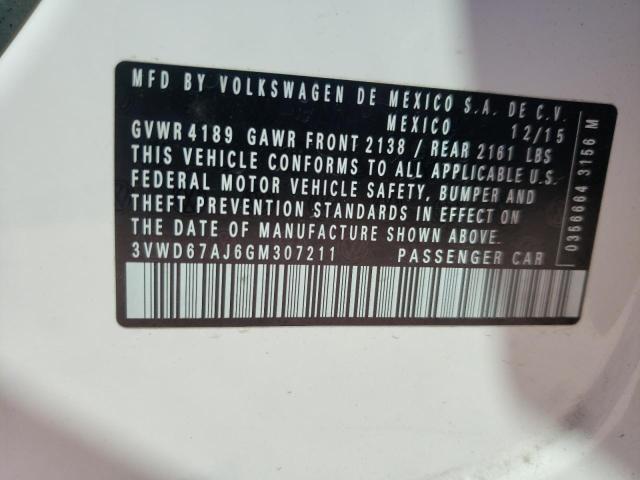 MFD BY VOLKSWAGEN DE MEXICO S.A. DE C.V.
MEXICO 12/15
GVWR 4189 GAWR FRONT 2138 / REAR 2161 LBS
THIS VEHICLE CONFORMS TO ALL APPLICABLE U.S.
FEDERAL MOTOR VEHICLE SAFETY, BUMPER AND
THEFT PREVENTION STANDARDS IN EFFECT ON
THE DATE OF MANUFACTURE SHOWN ABOVE.
3VWD67AJ6GM307211 PASSENGER CAR
0356664 3156 M